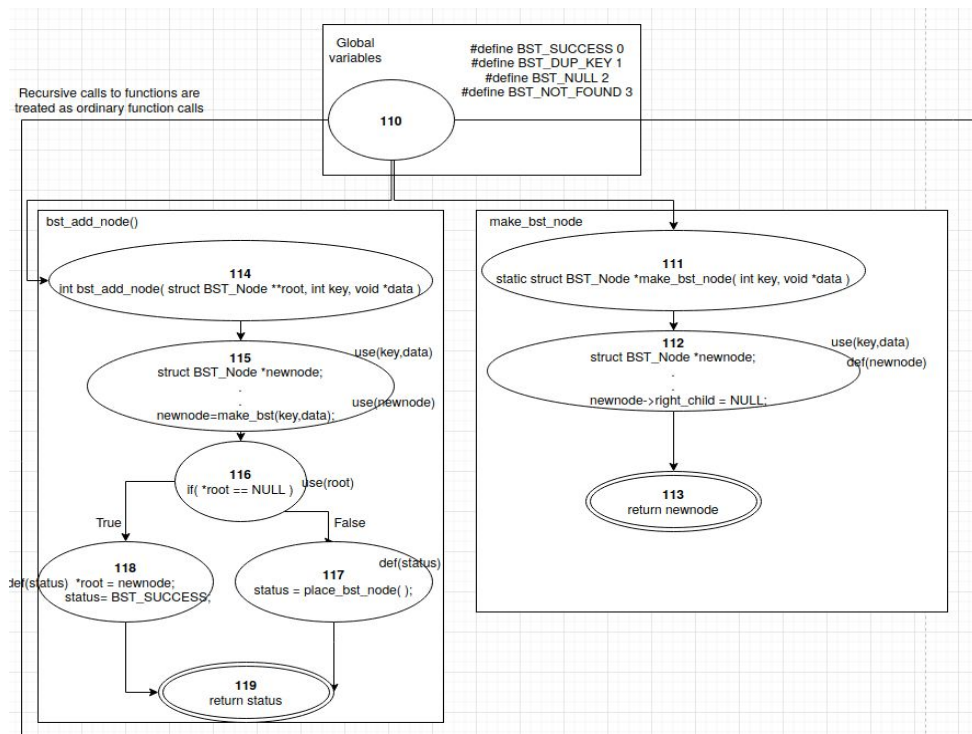 Global
variables
#define BST_SUCCESS 0
#define BST_DUP_KEY 1
#define BST_NULL 2
#define BST_NOT_FOUND 3
Recursive calls to functions are
treated as ordinary function calls
110
bst_add_node()
114
int bst_add_node( struct BST_Node **root, int key, void *data )
115
use(key,data)
struct BST_Node *newnode;
.
.
use(newnode)
newnode=make_bst(key,data);
116
if( *root == NULL )
use(root)
True
False
118
def(status)
*root = newnode;
status= BST_SUCCESS;
def(status)
117
status = place_bst_node( );
119
return status
make_bst_node
111
static struct BST_Node *make_bst_node( int key, void *data )
112
use(key,data)
struct BST_Node *newnode;
def(newnode)
.
.
newnode->right_child = NULL;
113
return newnode